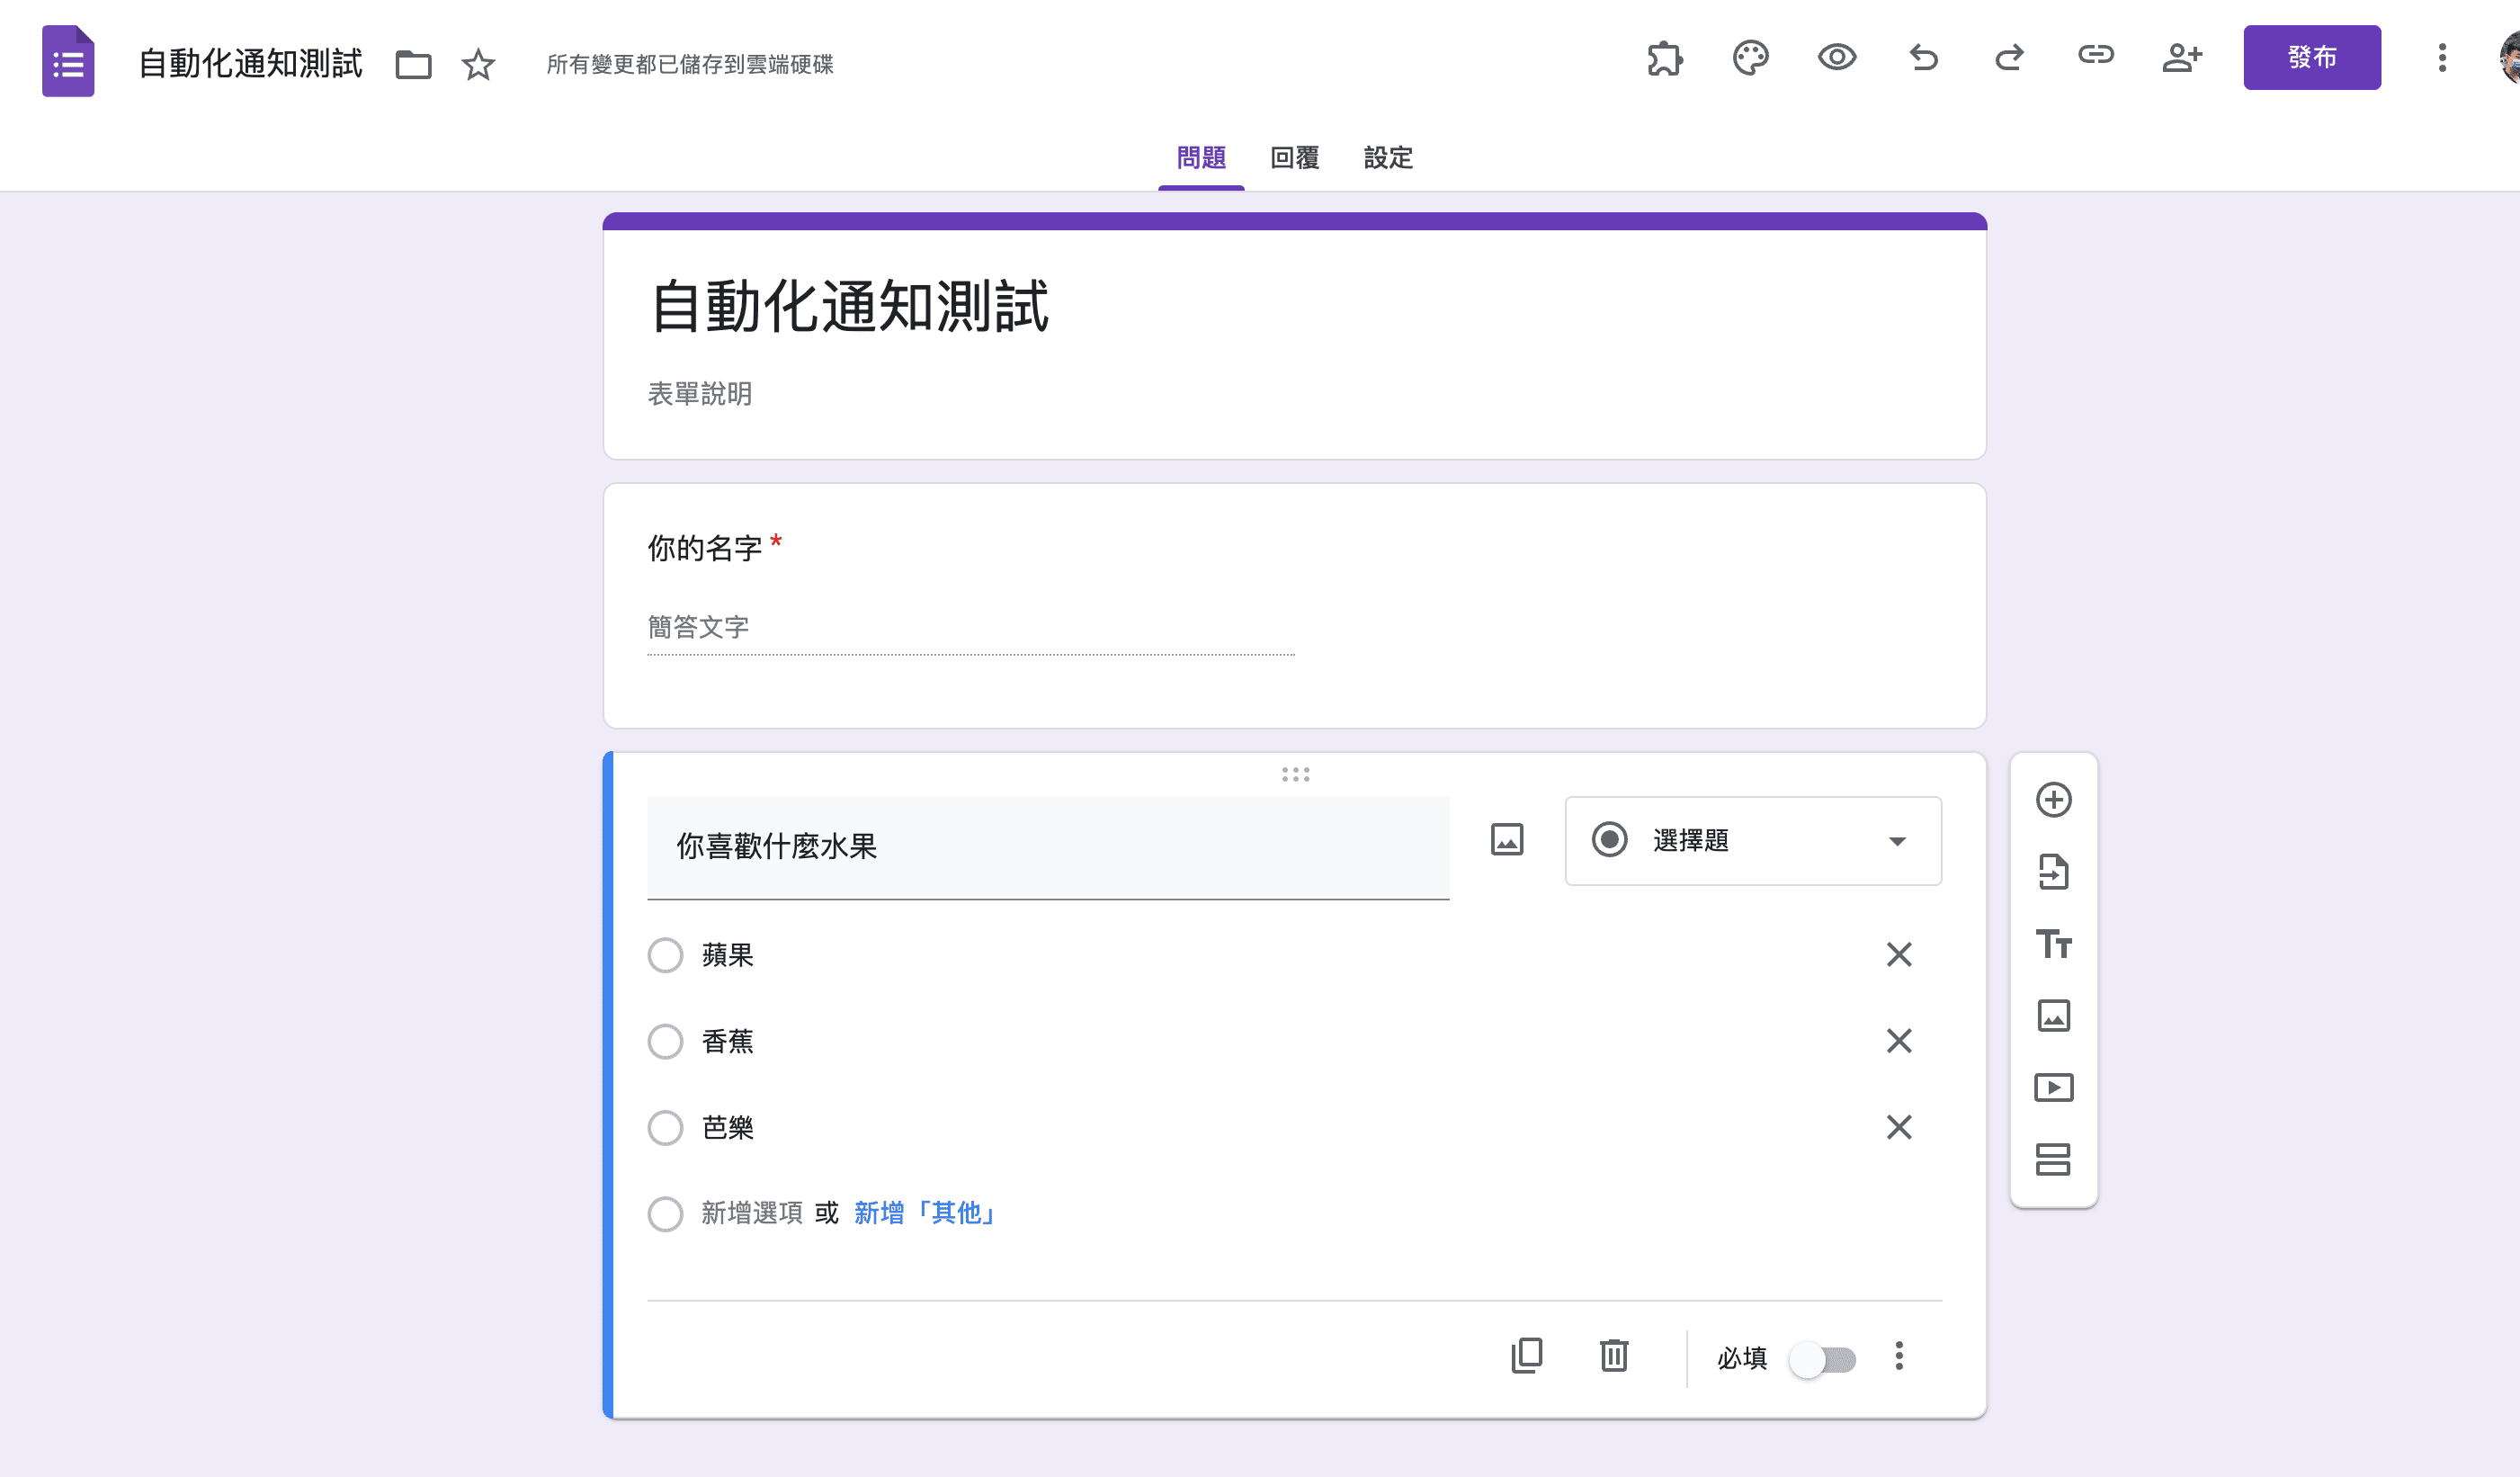 自動化通知測試
所有變更都已儲存到雲端硬碟
發布
問題 回覆 設定
自動化通知測試
表單說明
你的名字 *
簡答文字
你喜歡什麼水果
選擇題
蘋果
香蕉
芭樂
新增選項 或 新增「其他」
必填